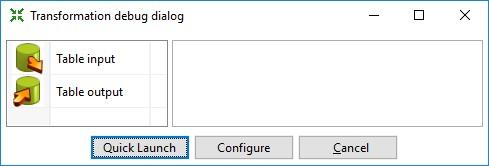 Transformation debug dialog
Table input
Table output
Quick Launch
Configure
Cancel